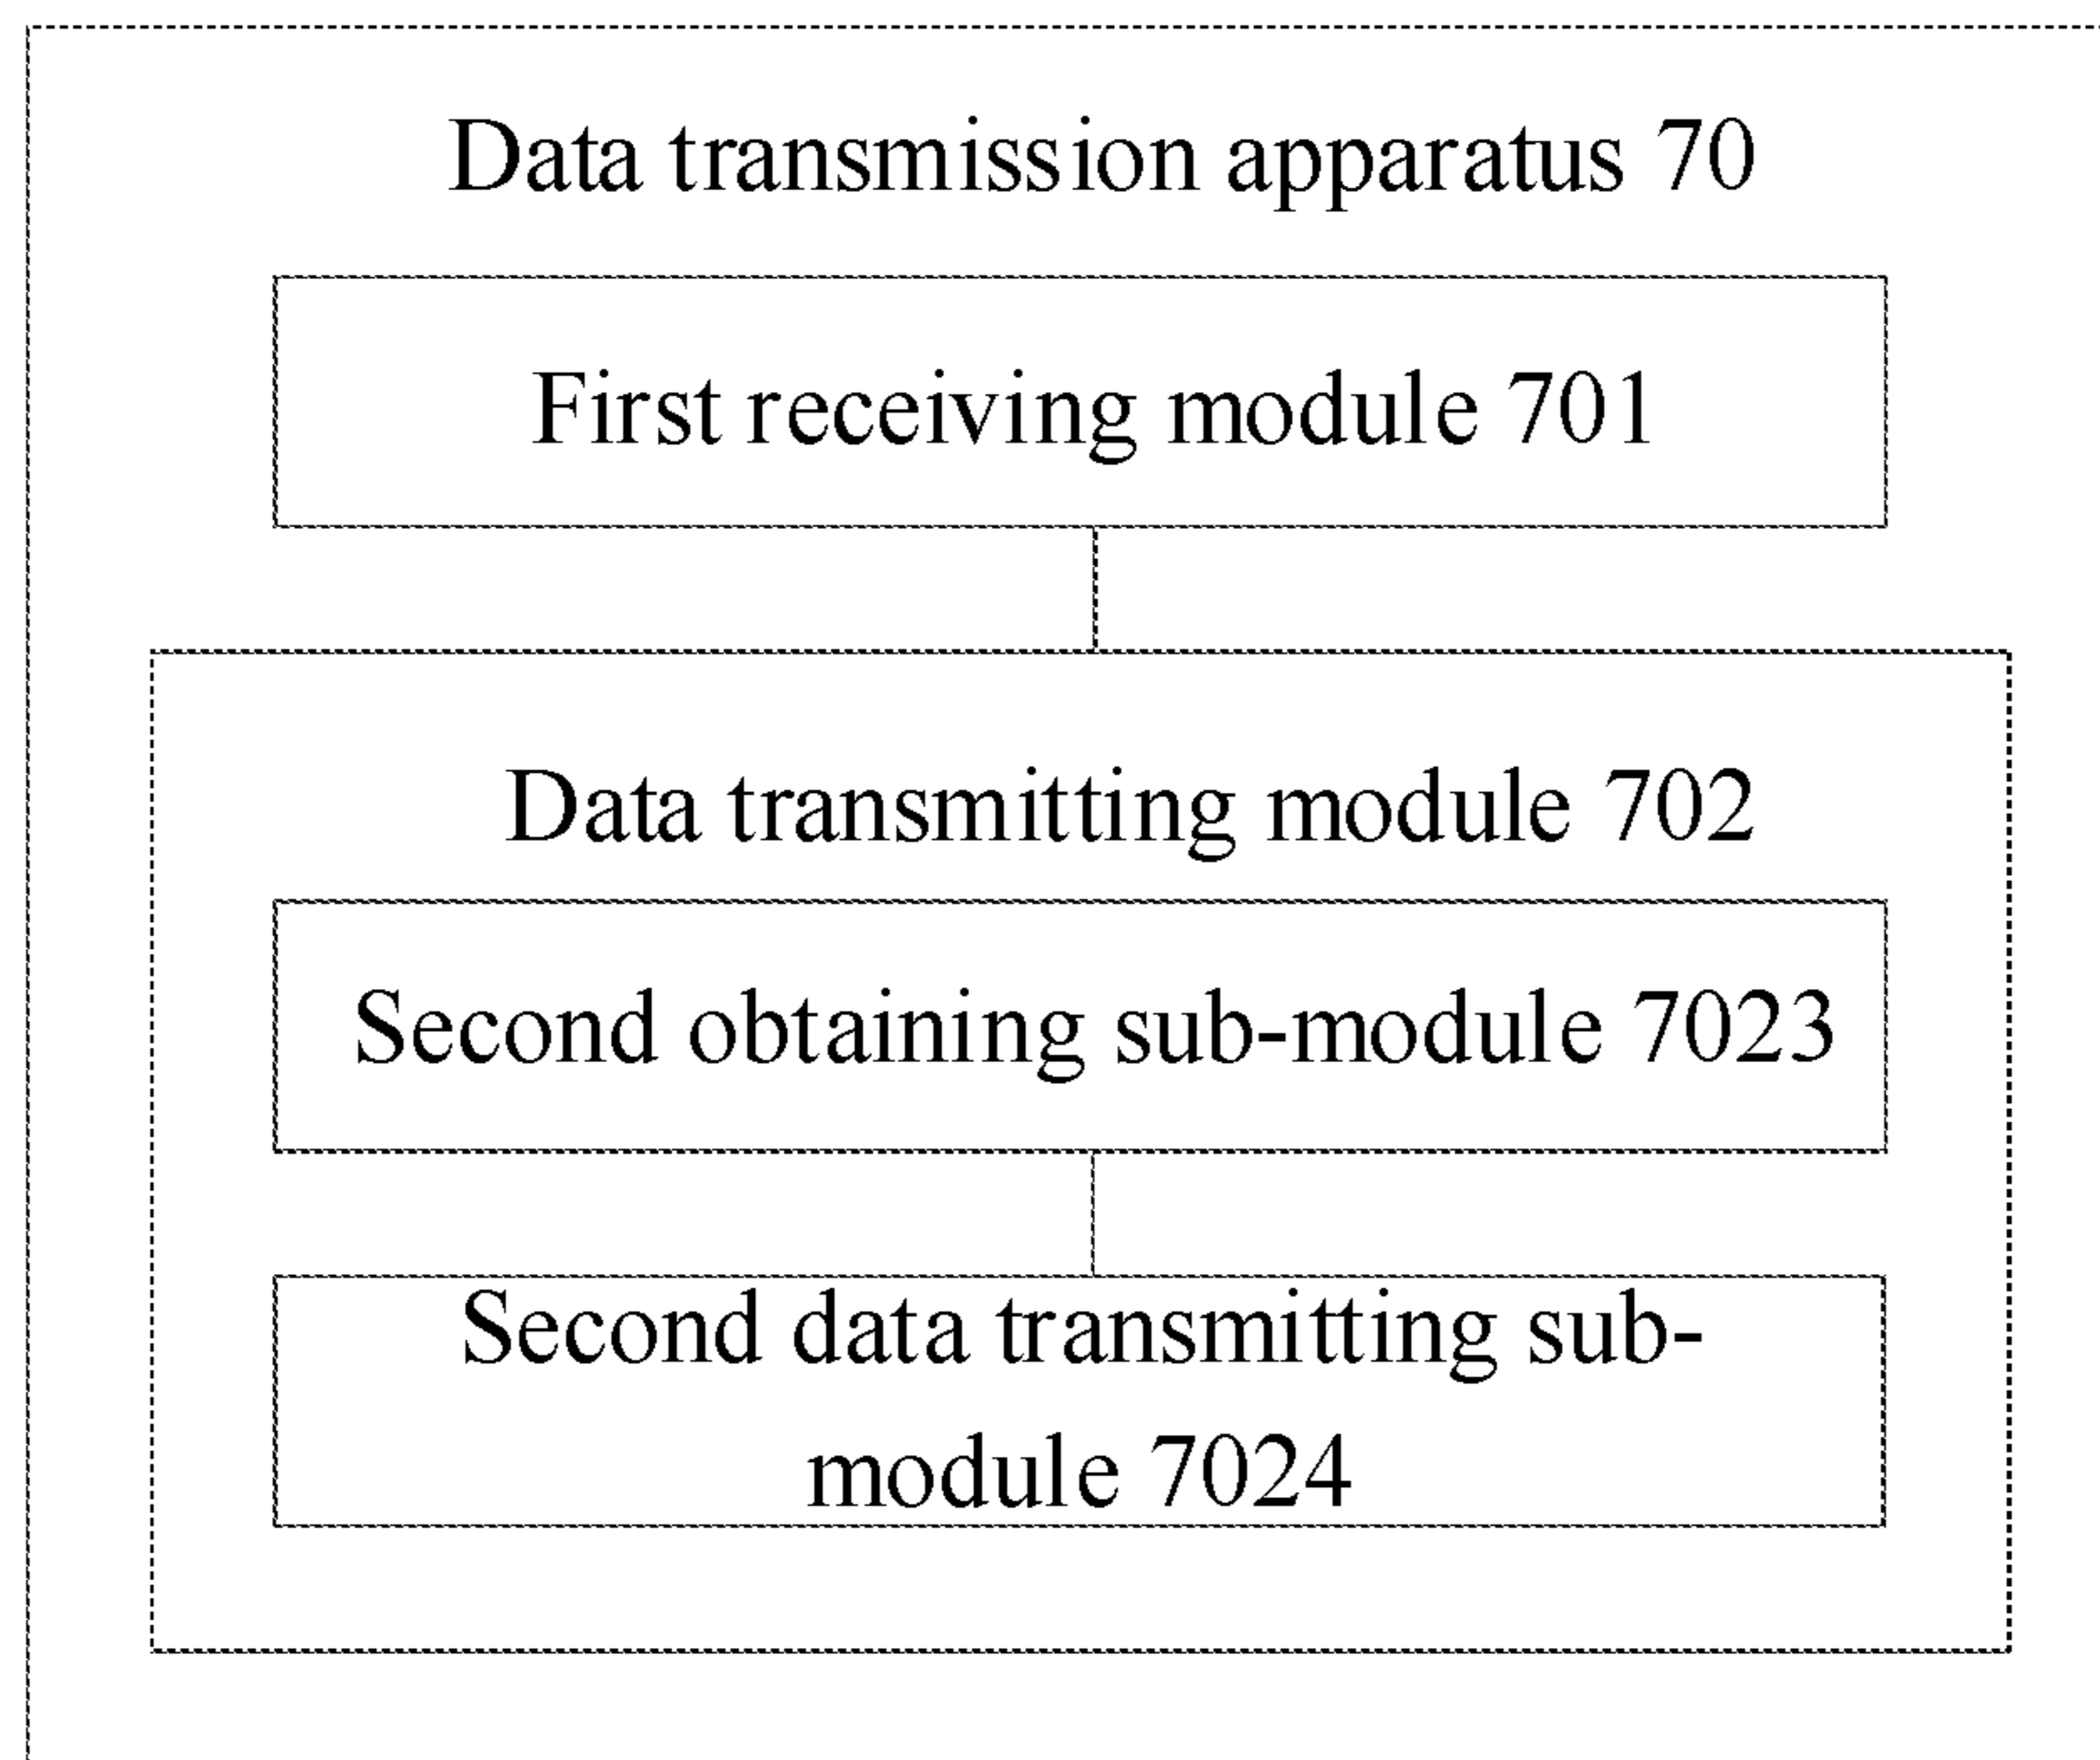 Data transmission apparatus 70
First receiving module 701
Data transmitting module 702
Second obtaining sub-module 7023
Second data transmitting sub-
module 7024